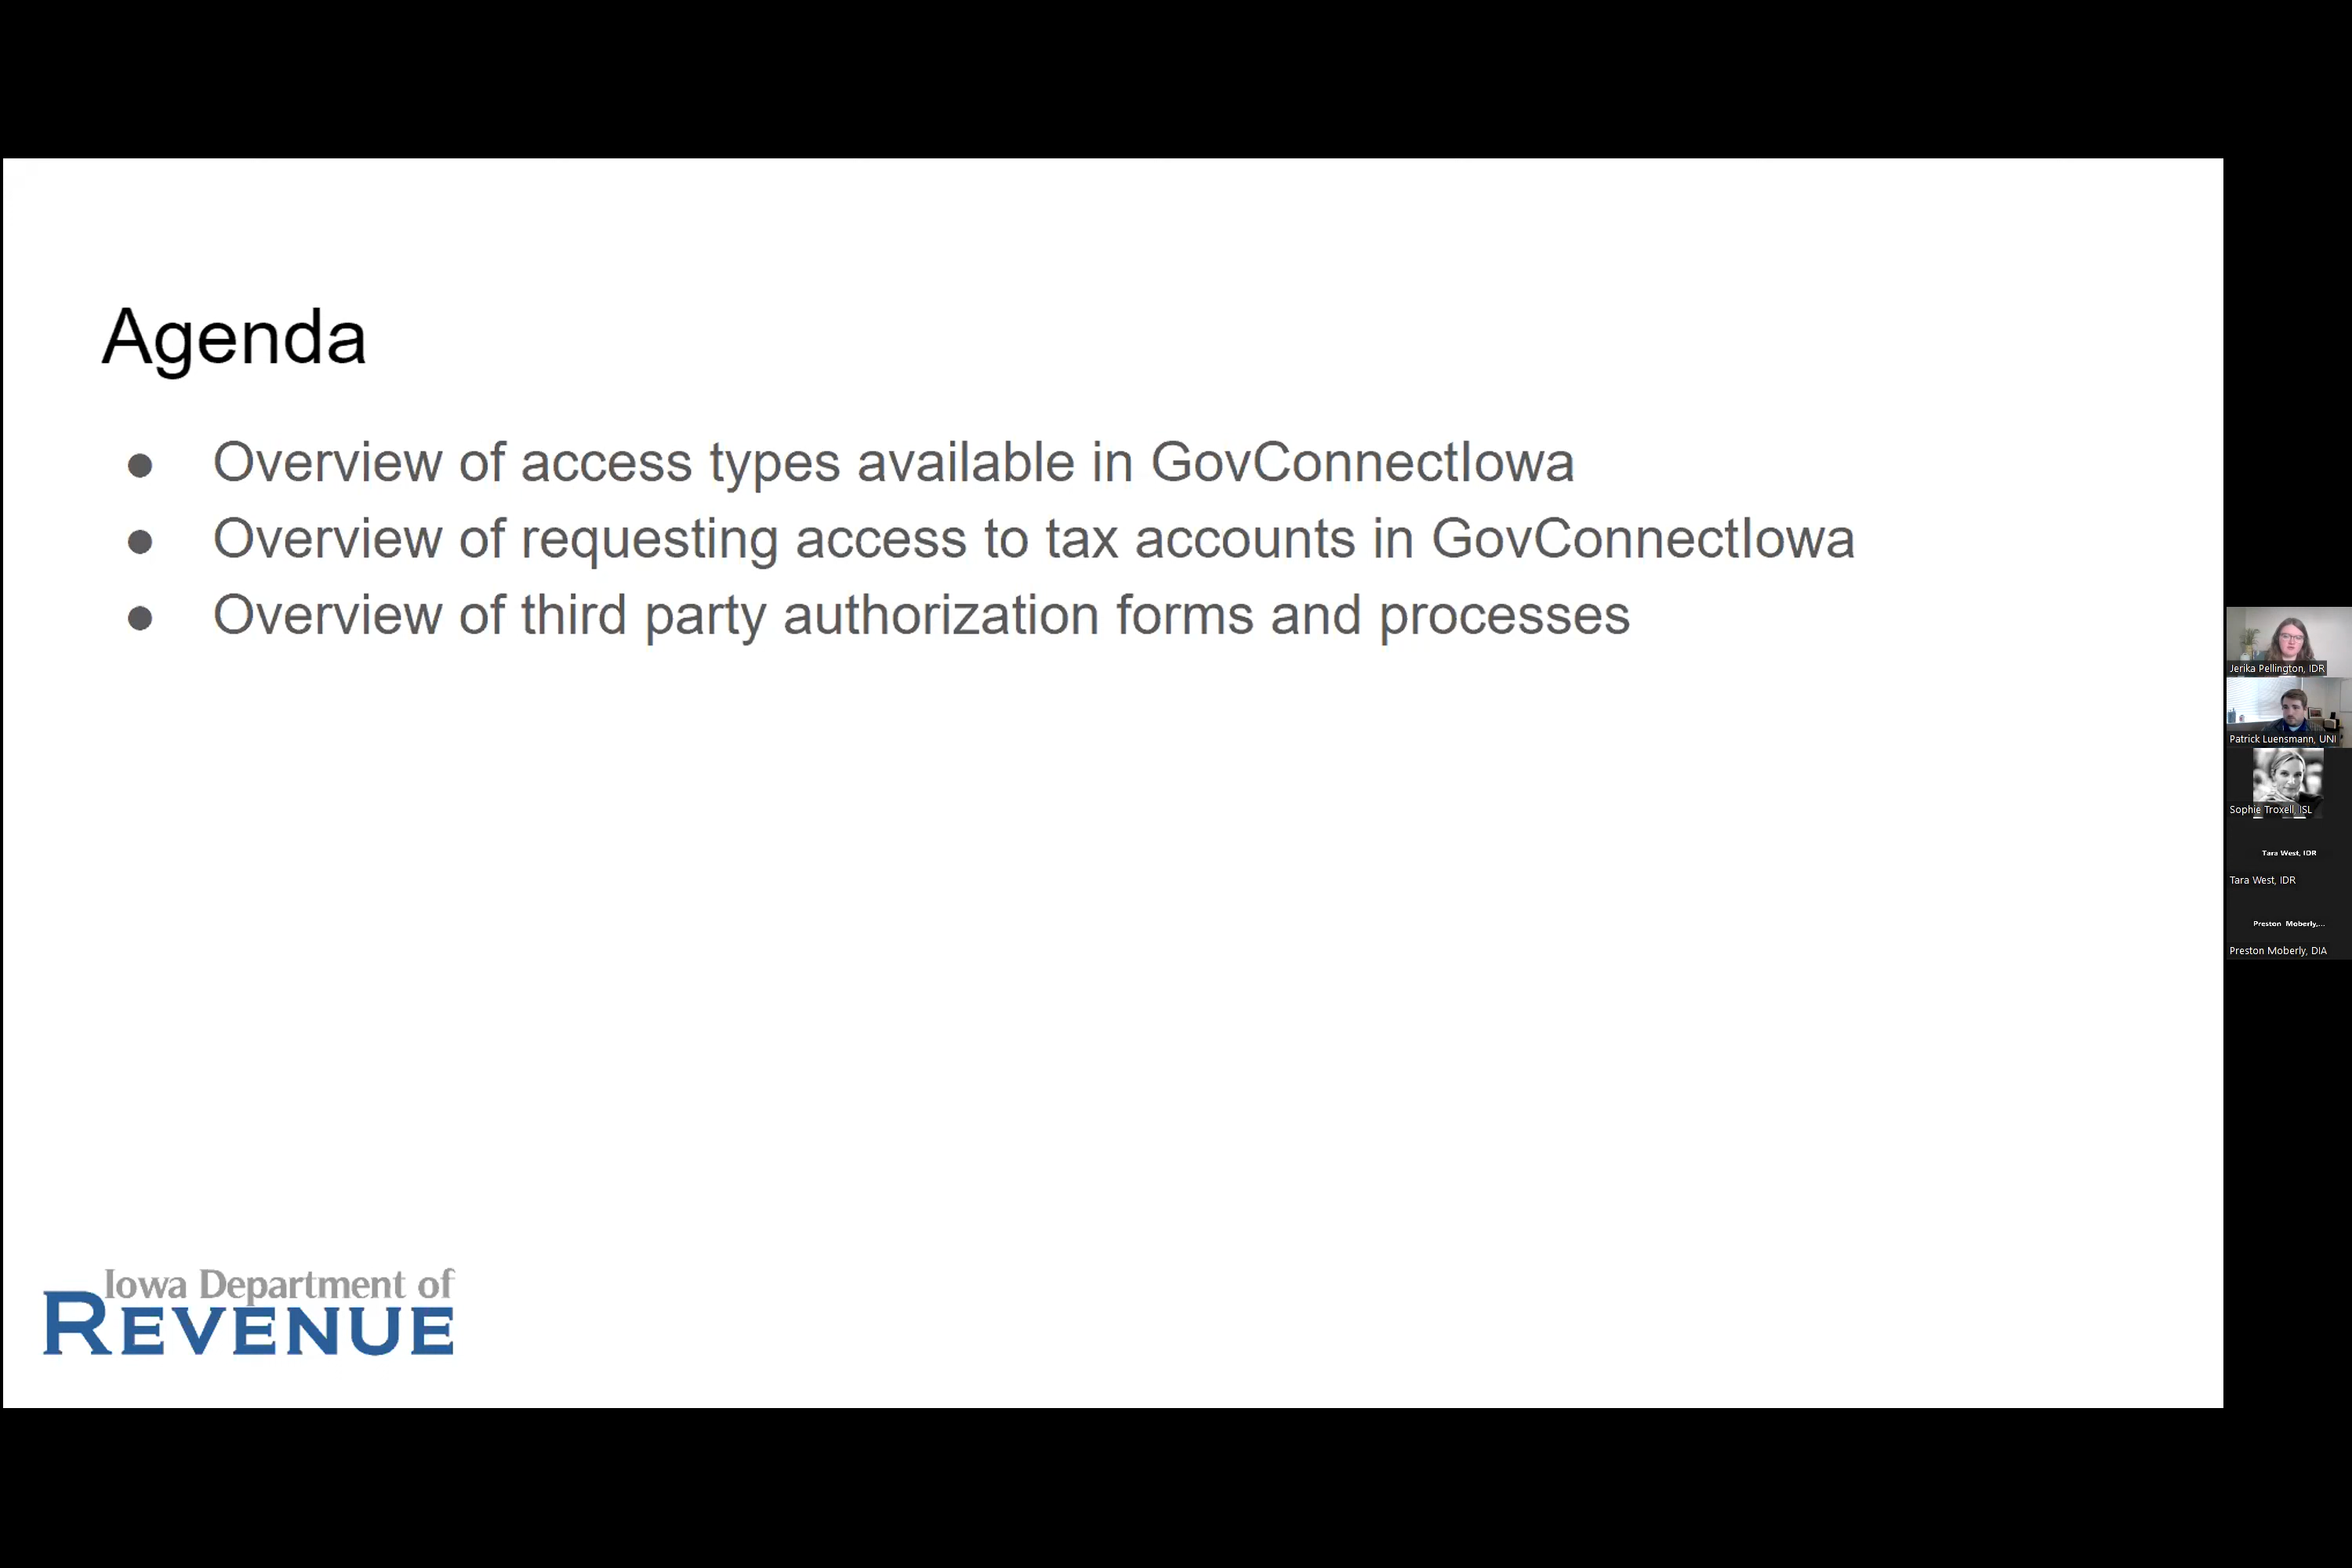 Agenda
● Overview of access types available in GovConnectIowa
● Overview of requesting access to tax accounts in GovConnectIowa
● Overview of third party authorization forms and processes
Iowa Department of
REVENUE
Jerika Pellington, IDR
Patrick Luensmann, UNI
Sophie Troxell, ISL
Tara West, IDR
Tara West, IDR
Preston Moberly,...
Preston Moberly, DIA